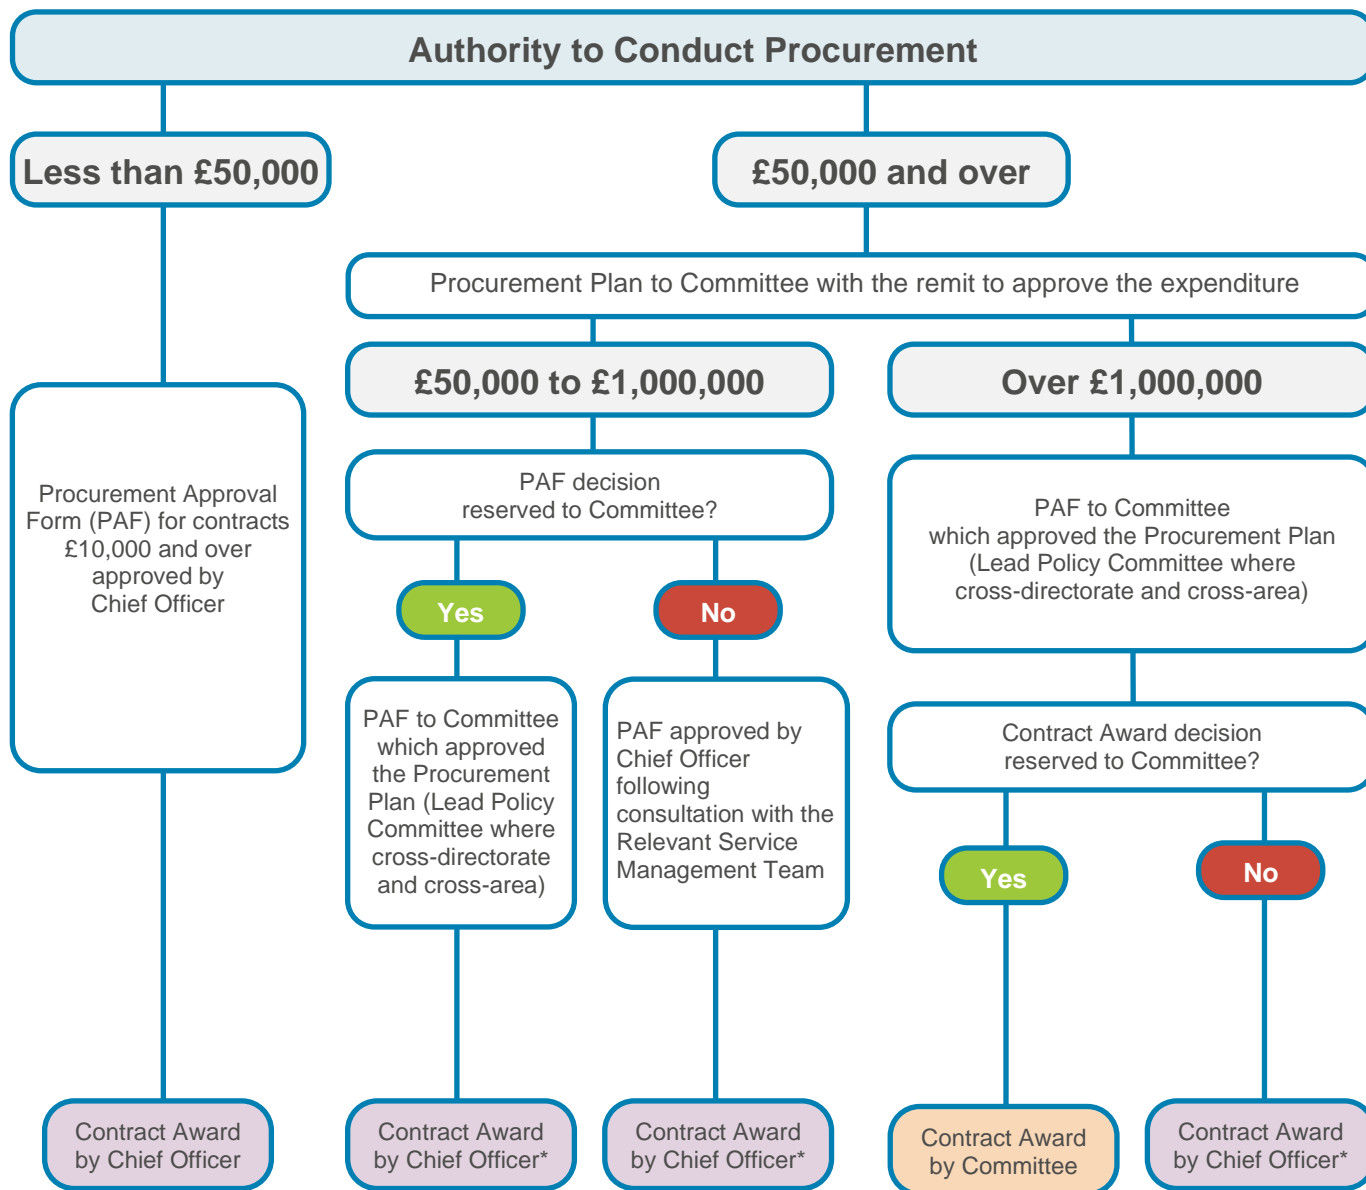 Authority to Conduct Procurement
Less than £50,000
£50,000 and over
Procurement Plan to Committee with the remit to approve the expenditure
£50,000 to £1,000,000
Over £1,000,000
Procurement Approval
Form (PAF) for contracts
£10,000 and over
approved by
Chief Officer
PAF decision
reserved to Committee?
PAF to Committee
which approved the Procurement Plan
(Lead Policy Committee where
cross-directorate and cross-area)
Yes
No
PAF to Committee
which approved
the Procurement
Plan (Lead Policy
Committee where
cross-directorate
and cross-area)
PAF approved by
Chief Officer
following
consultation with the
Relevant Service
Management Team
Contract Award decision
reserved to Committee?
Yes
No
Contract Award
by Chief Officer
Contract Award
by Chief Officer*
Contract Award
by Chief Officer*
Contract Award
by Committee
Contract Award
by Chief Officer*